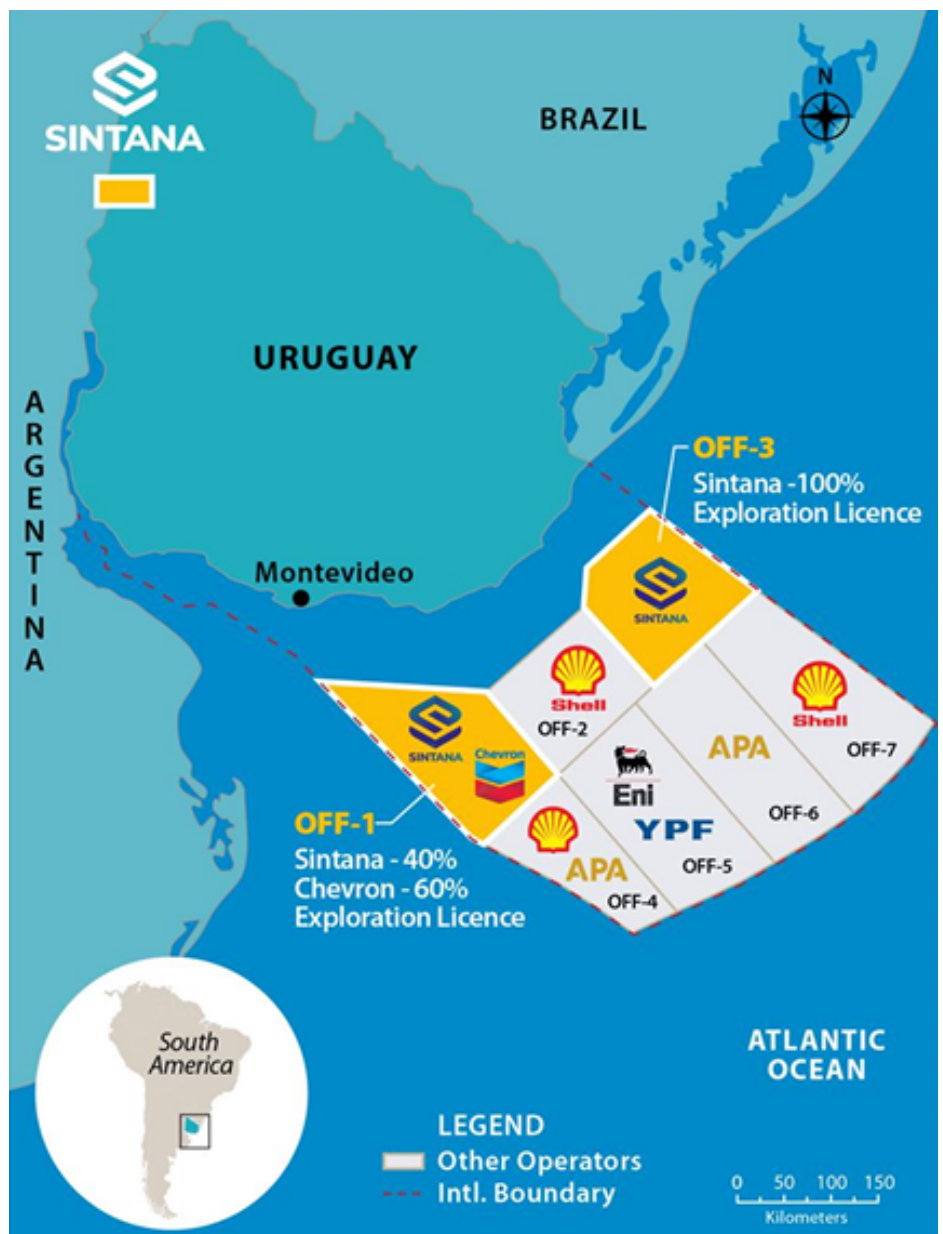 SINTANA
BRAZIL
N
URUGUAY
ARGENTINA
OFF-3
Sintana -100%
Exploration Licence
Montevideo
SINTANA
Shell
OFF-2
Shell
OFF-7
SINTANA
Chevron
APA
OFF-6
Eni
YPF
OFF-5
APA
OFF-4
OFF-1
Sintana - 40%
Chevron - 60%
Exploration Licence
South
America
ATLANTIC
OCEAN
LEGEND
Other Operators
Intl. Boundary
0 50 100 150
Kilometers